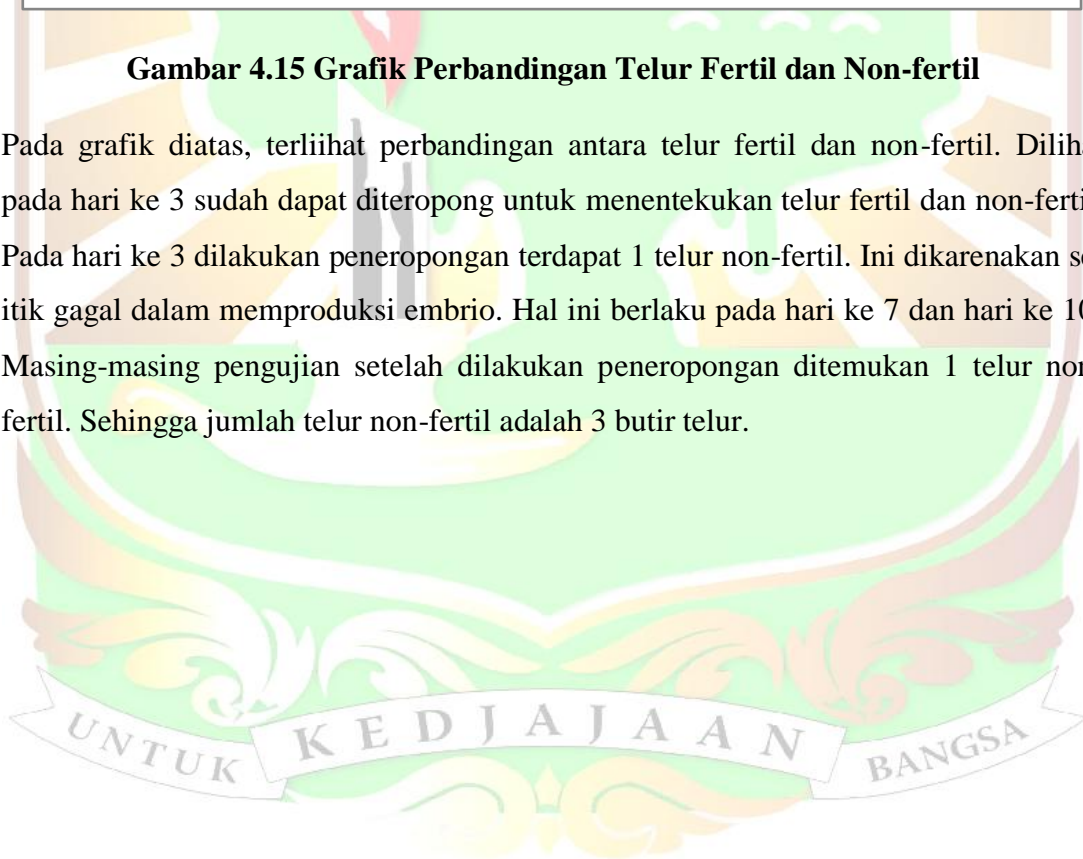 Gambar 4.15 Grafik Perbandingan Telur Fertil dan Non-fertil
Pada grafik diatas, terliihat perbandingan antara telur fertil dan non-fertil. Diliha
pada hari ke 3 sudah dapat diteropong untuk menentekukan telur fertil dan non-ferti
Pada hari ke 3 dilakukan peneropongan terdapat 1 telur non-fertil. Ini dikarenakan s
itik gagal dalam memproduksi embrio. Hal ini berlaku pada hari ke 7 dan hari ke 10
Masing-masing pengujian setelah dilakukan peneropongan ditemukan 1 telur non
fertil. Sehingga jumlah telur non-fertil adalah 3 butir telur.
UNTUK KEDJAJAAN BANGSA